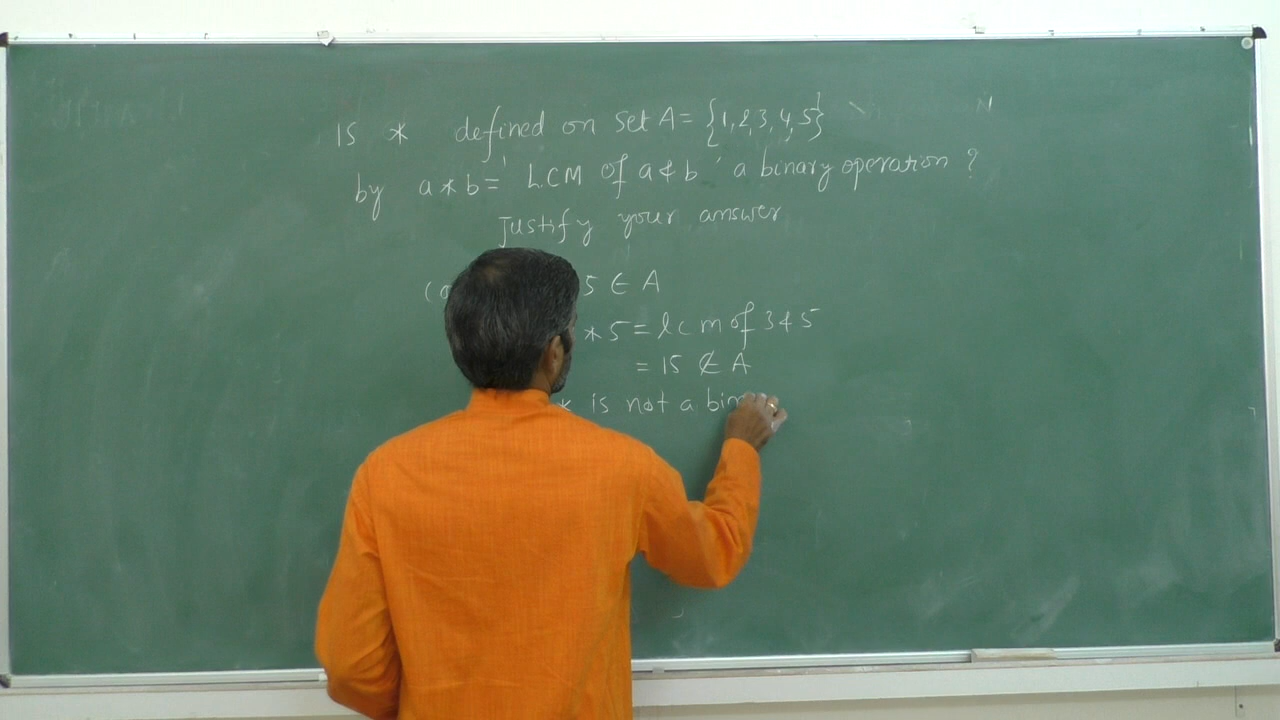 Is * defined on set A = {1, 2, 3, 4, 5}
by a * b = 'L.C.M of a & b' a binary operation ?
Justify your answer
5 ∈ A
* 5 = lcm of 3 & 5
= 15 ∉ A
* is not a bin
N